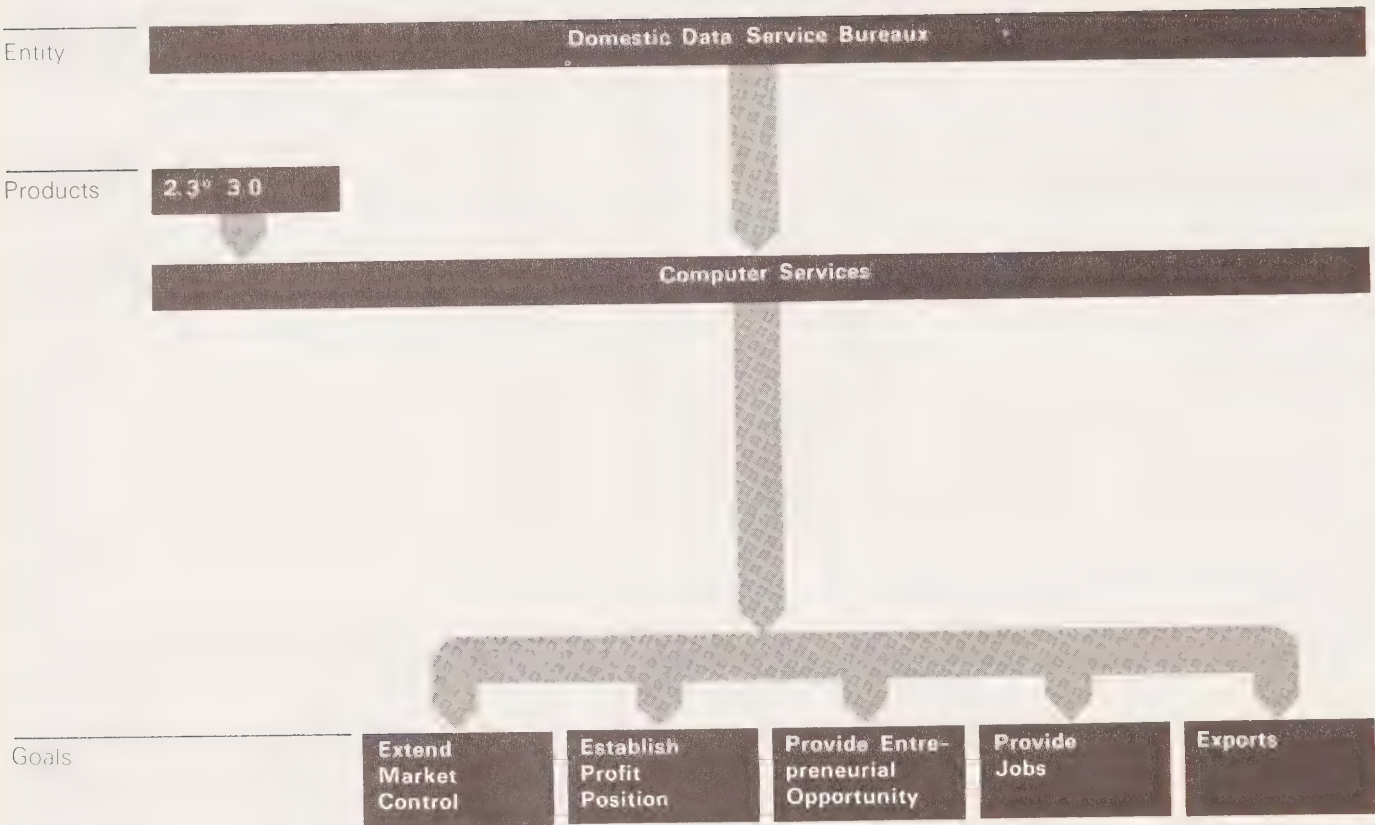 Entity
Domestic Data Service Bureaux
Products
2.3° 3.0
Computer Services
Goals
Extend
Market
Control
Establish
Profit
Position
Provide Entre-
preneurial
Opportunity
Provide
Jobs
Exports